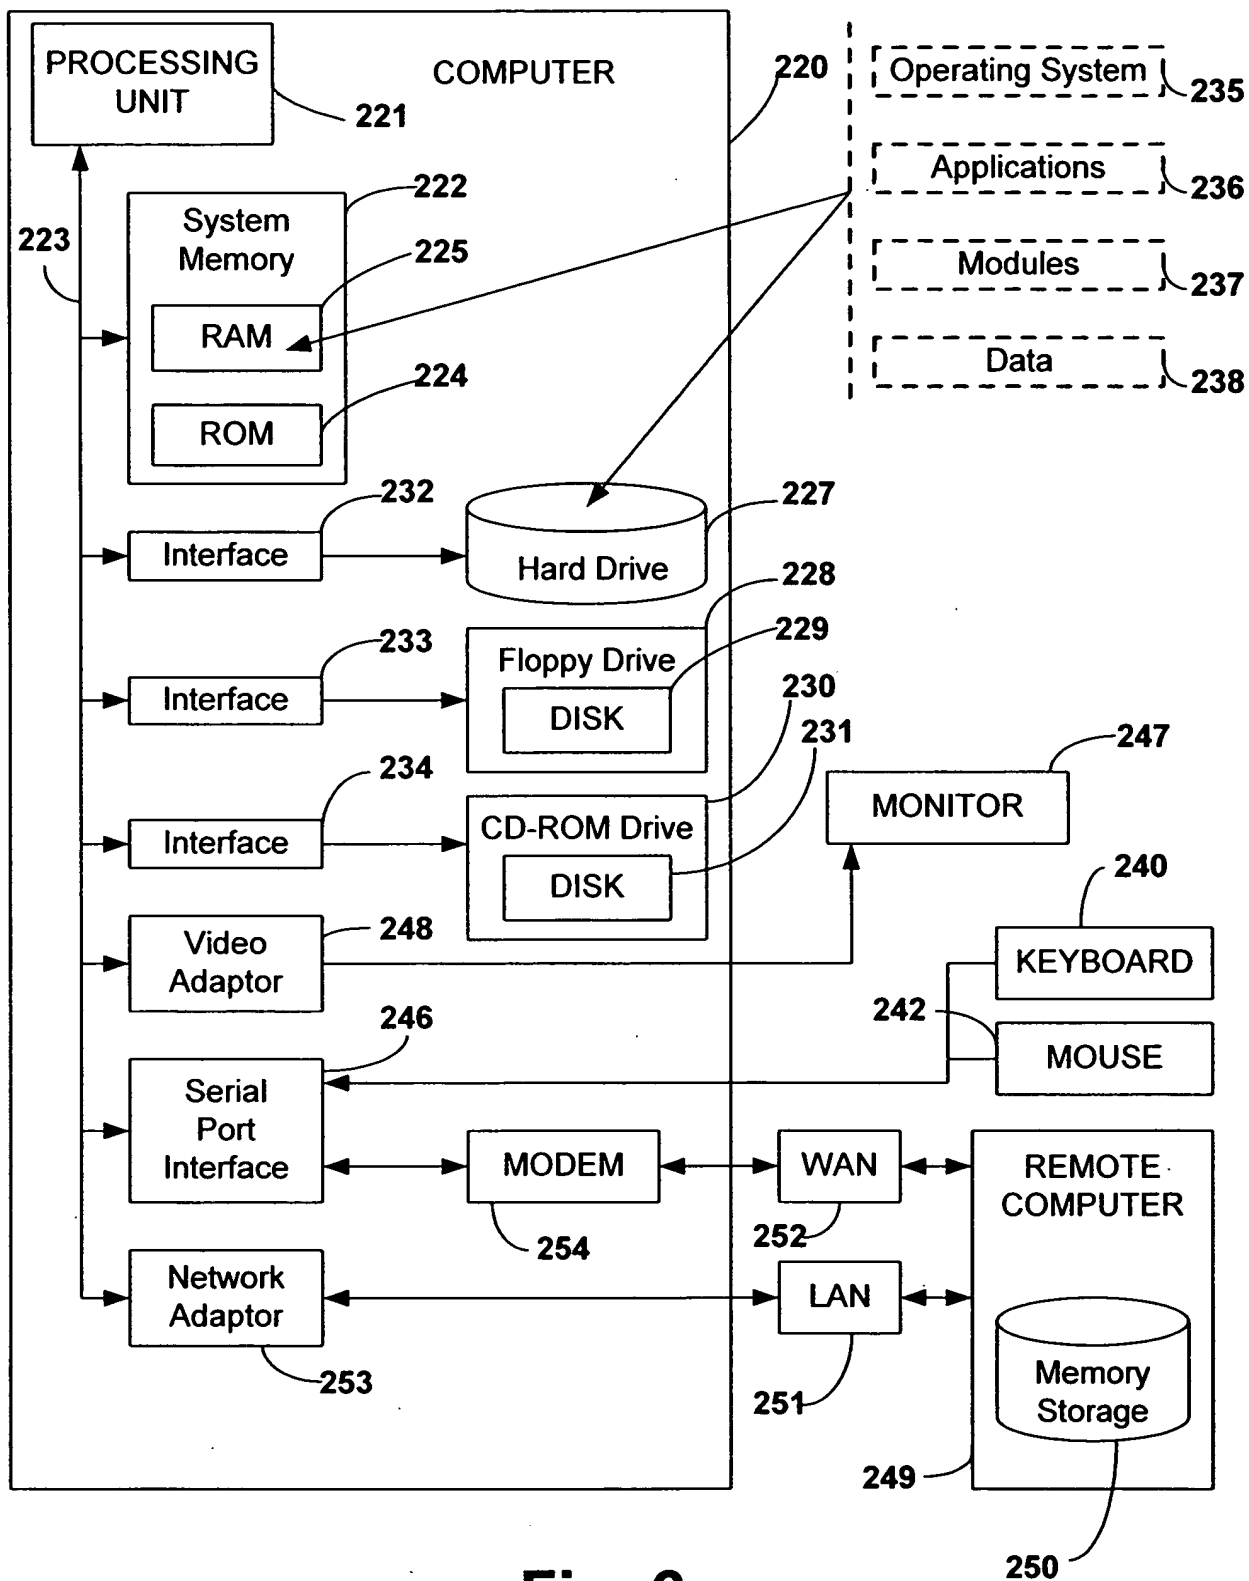 PROCESSING
UNIT
221
COMPUTER
220
Operating System
235
Applications
236
Modules
237
Data
238
223
222
System
Memory
225
RAM
224
ROM
232
Interface
227
Hard Drive
228
233
Interface
229
Floppy Drive
DISK
230
231
234
Interface
CD-ROM Drive
DISK
247
MONITOR
248
Video
Adaptor
240
KEYBOARD
242
MOUSE
246
Serial
Port
Interface
MODEM
254
WAN
252
REMOTE
COMPUTER
Network
Adaptor
253
LAN
251
Memory
Storage
249
250